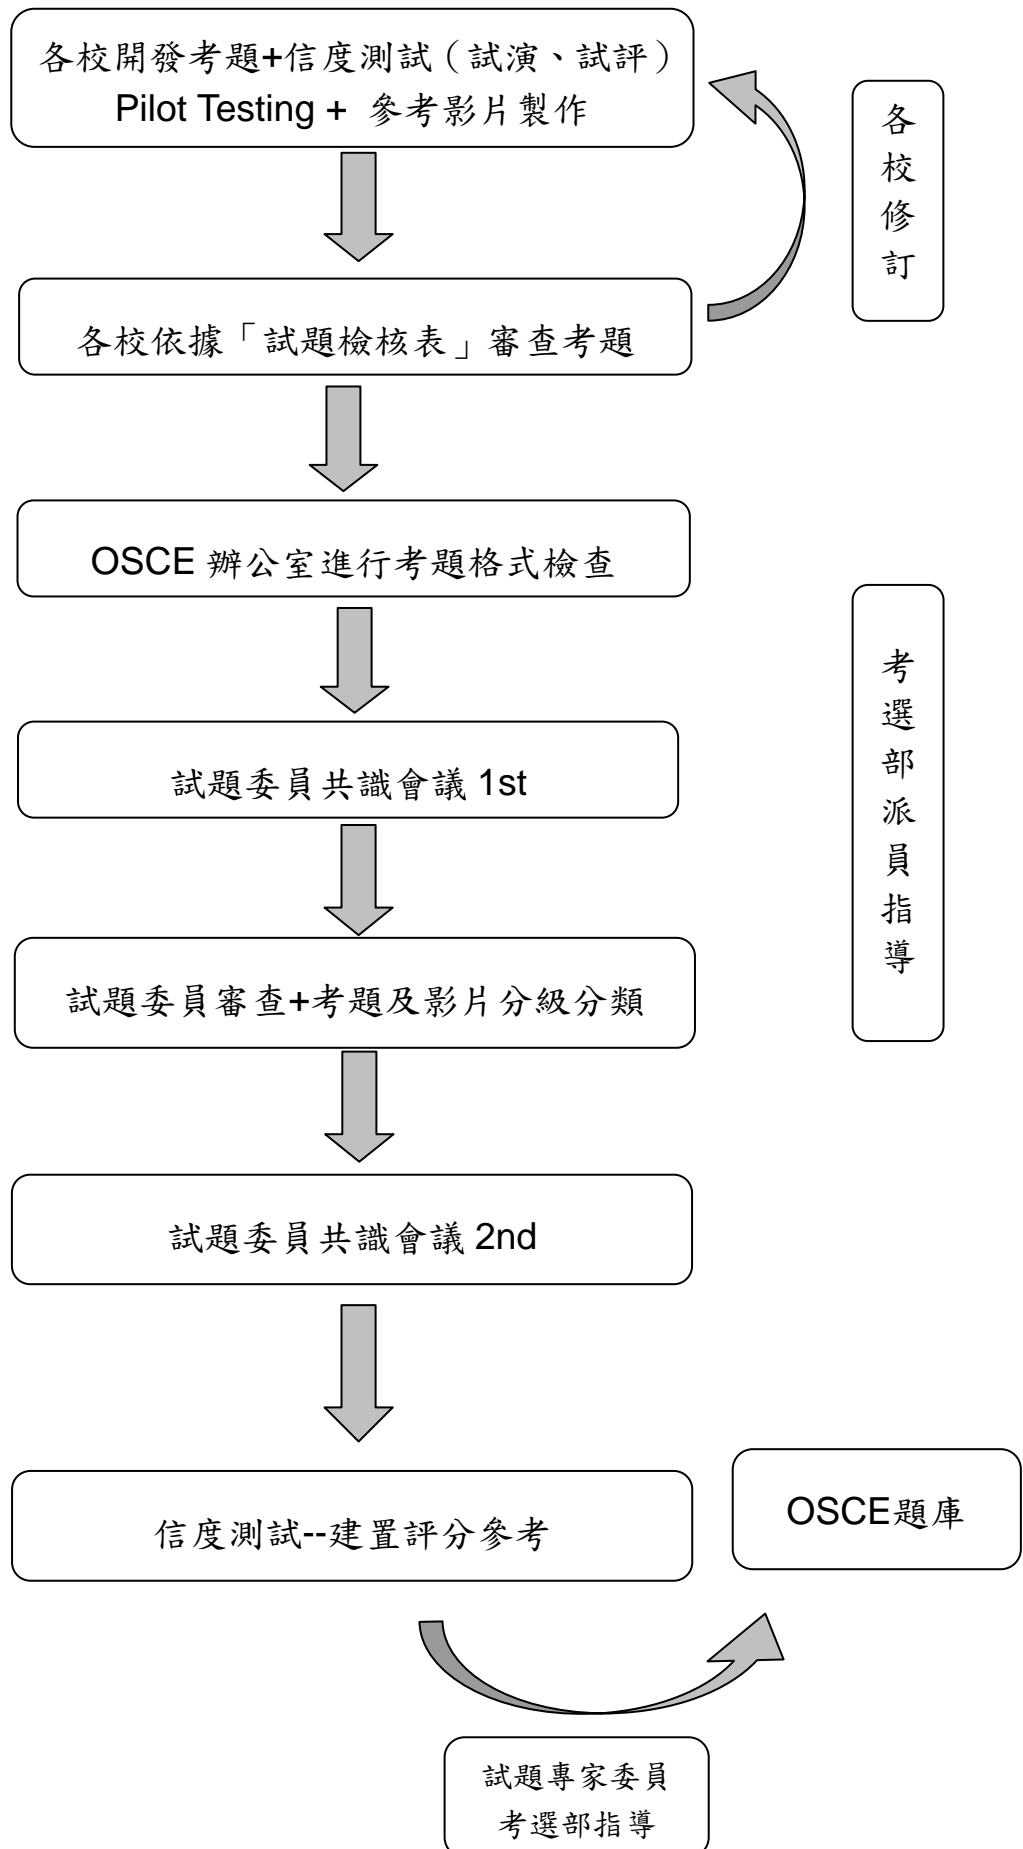 各校開發考題+信度測試（試演、試評）
Pilot Testing + 參考影片製作
各校修訂
各校依據「試題檢核表」審查考題
OSCE 辦公室進行考題格式檢查
考選部派員指導
試題委員共識會議 1st
試題委員審查+考題及影片分級分類
試題委員共識會議 2nd
信度測試--建置評分參考
OSCE題庫
試題專家委員
考選部指導